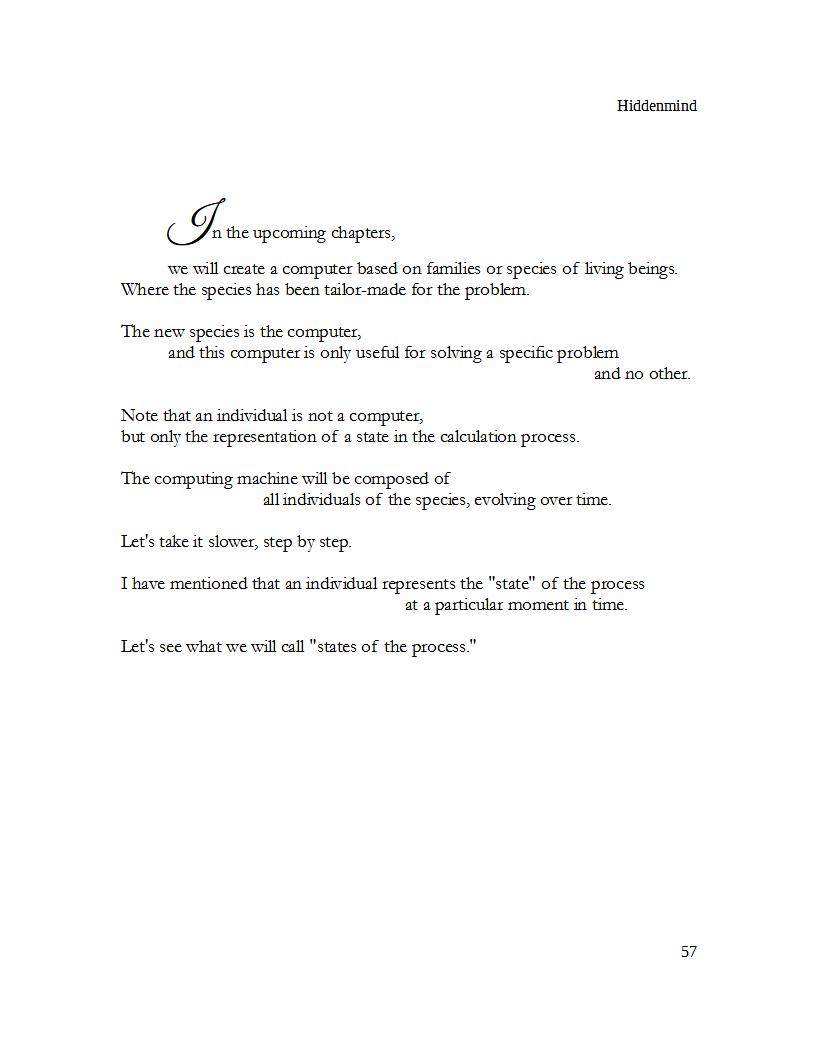 Hiddenmind
In the upcoming chapters,
we will create a computer based on families or species of living beings.
Where the species has been tailor-made for the problem.
The new species is the computer,
and this computer is only useful for solving a specific problem
and no other.
Note that an individual is not a computer,
but only the representation of a state in the calculation process.
The computing machine will be composed of
all individuals of the species, evolving over time.
Let's take it slower, step by step.
I have mentioned that an individual represents the "state" of the process
at a particular moment in time.
Let's see what we will call "states of the process."
57